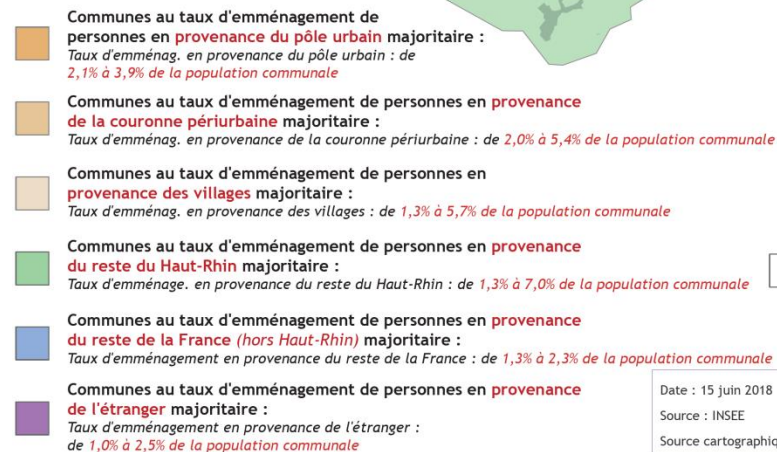 Communes au taux d'emménagement de
personnes en provenance du pôle urbain majoritaire :
Taux d'emménag. en provenance du pôle urbain : de
2,1% à 3,9% de la population communale
Communes au taux d'emménagement de personnes en provenance
de la couronne périurbaine majoritaire :
Taux d'emménag. en provenance de la couronne périurbaine : de 2,0% à 5,4% de la population communale
Communes au taux d'emménagement de personnes en
provenance des villages majoritaire :
Taux d'emménag. en provenance des villages : de 1,3% à 5,7% de la population communale
Communes au taux d'emménagement de personnes en provenance
du reste du Haut-Rhin majoritaire :
Taux d'emménage. en provenance du reste du Haut-Rhin : de 1,3% à 7,0% de la population communale
Communes au taux d'emménagement de personnes en provenance
du reste de la France (hors Haut-Rhin) majoritaire :
Taux d'emménagement en provenance du reste de la France : de 1,3% à 2,3% de la population communale
Communes au taux d'emménagement de personnes en provenance
de l'étranger majoritaire :
Taux d'emménagement en provenance de l'étranger :
de 1,0% à 2,5% de la population communale
Date : 15 juin 2018
Source : INSEE
Source cartographiq